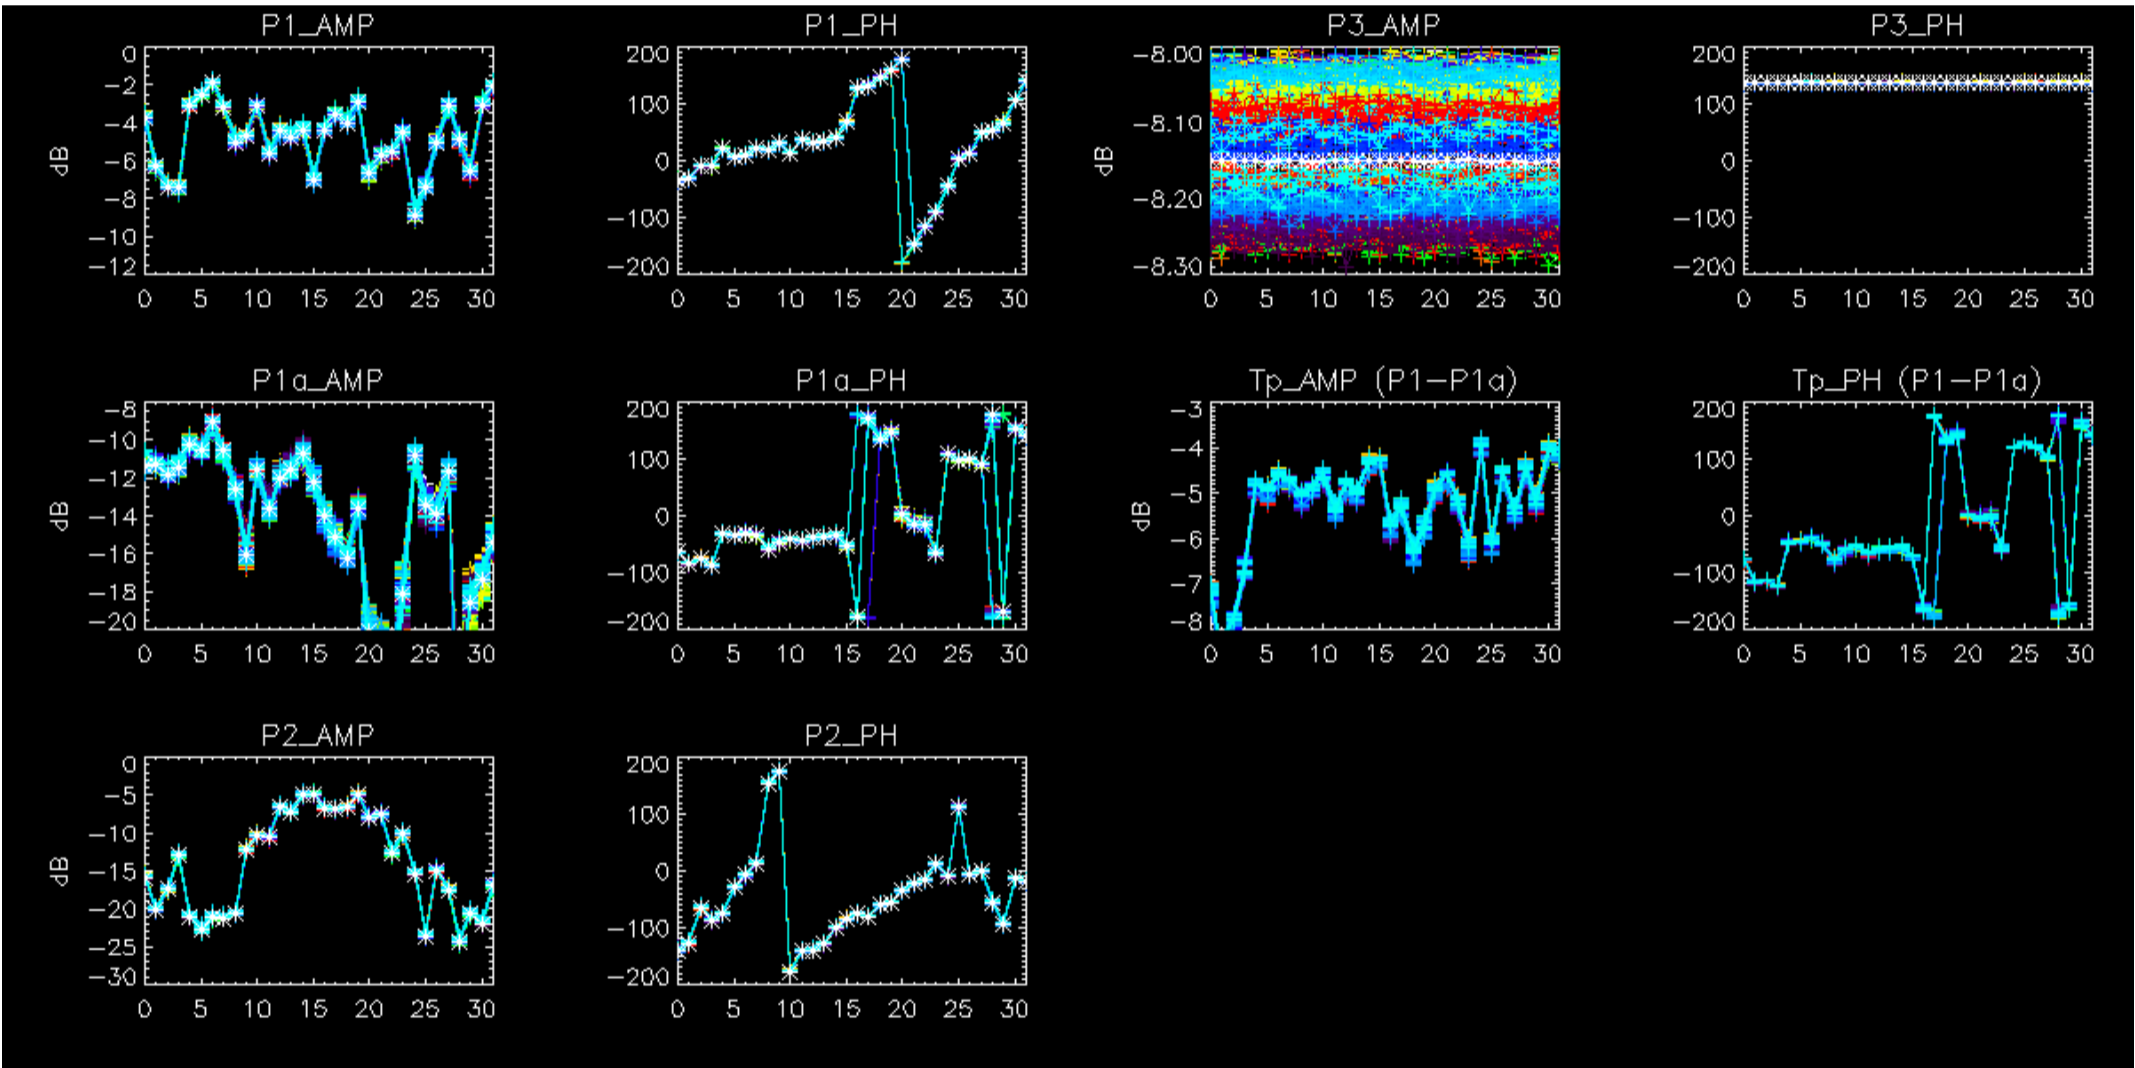 P1_AMP P1_PH P3_AMP P3_PH
0 200 -8.00 200
-2
100 -8.10 100
-4
dB -6 0 dB 0
-8 -100 -8.20 -100
-10
-12 -200 -8.30 -200
0 5 10 15 20 25 30 0 5 10 15 20 25 30 0 5 10 15 20 25 30 0 5 10 15 20 25 30
P1a_AMP P1a_PH Tp_AMP (P1-P1a) Tp_PH (P1-P1a)
-8 200 -3 200
-10 100 -4 100
-12
dB -14 0 dB -5 0
-16 -100 -6 -100
-18 -7
-20 -200 -8 -200
0 5 10 15 20 25 30 0 5 10 15 20 25 30 0 5 10 15 20 25 30 0 5 10 15 20 25 30
P2_AMP P2_PH
0 200
-5 100
-10
dB -15 0
-20 -100
-25
-30 -200
0 5 10 15 20 25 30 0 5 10 15 20 25 30